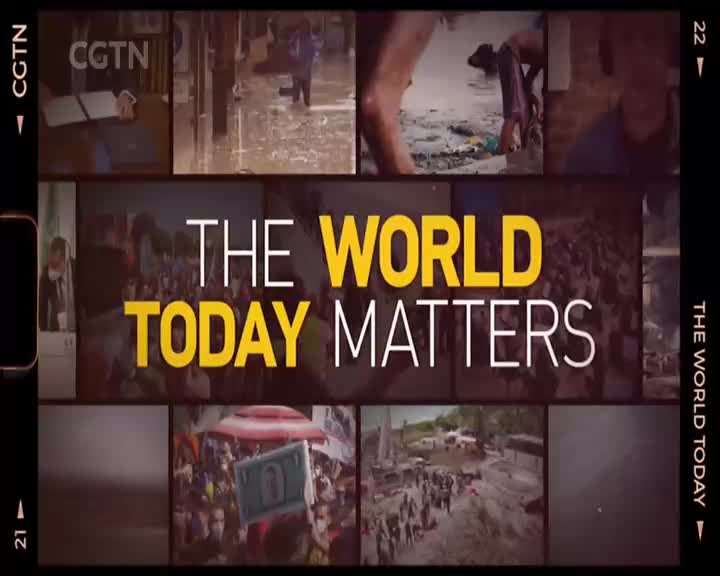 CGTN
CGTN
22
THE WORLD
TODAY MATTERS
THE WORLD TODAY
21